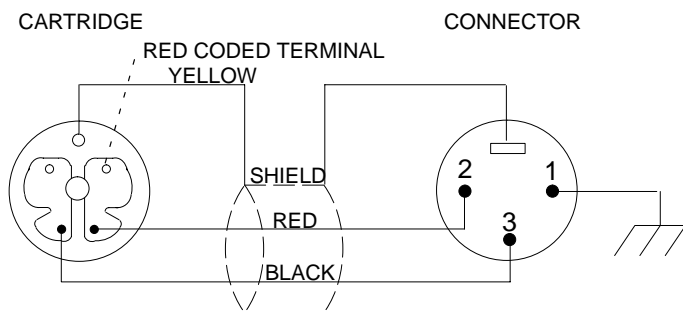 CARTRIDGE
CONNECTOR
RED CODED TERMINAL
YELLOW
SHIELD
2
1
RED
3
BLACK